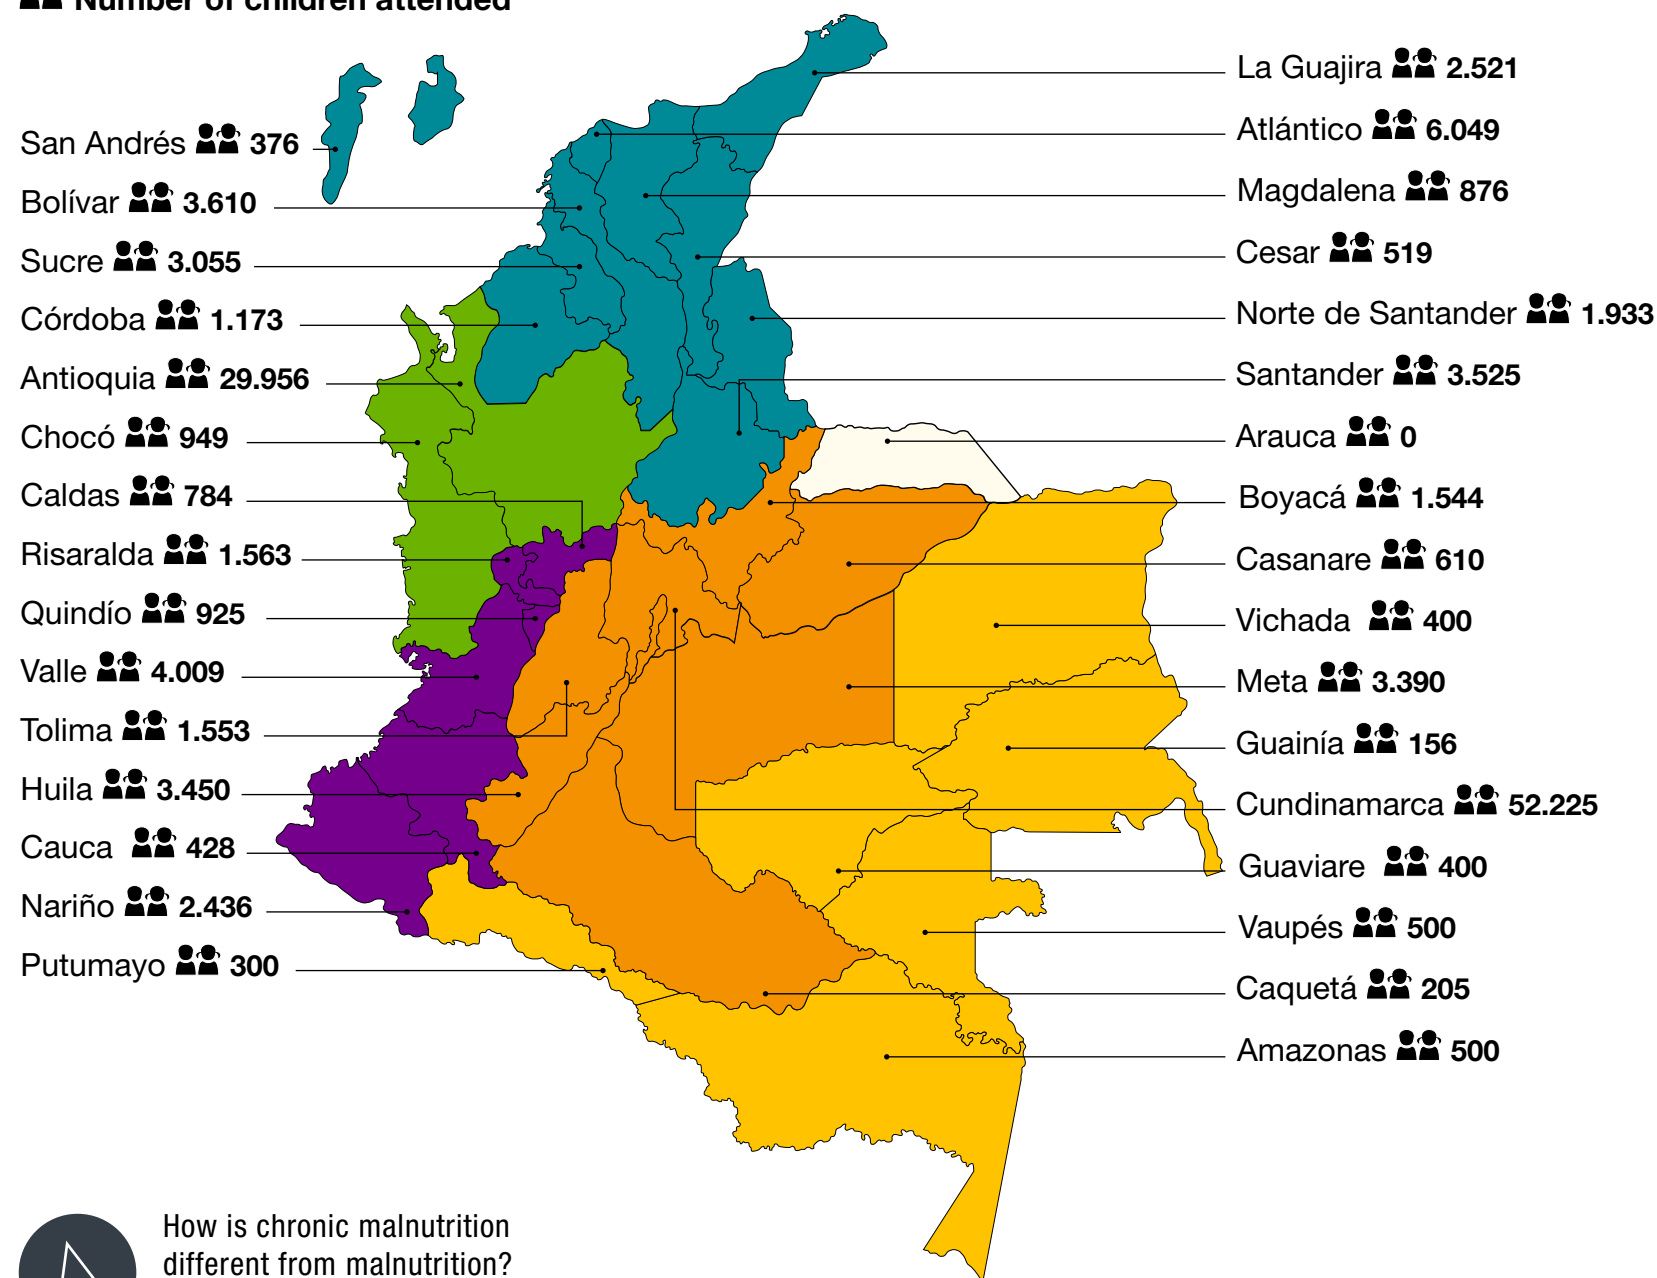 Number of children attended
San Andrés 376
Bolívar 3.610
Sucre 3.055
Córdoba 1.173
Antioquia 29.956
Chocó 949
Caldas 784
Risaralda 1.563
Quindío 925
Valle 4.009
Tolima 1.553
Huila 3.450
Cauca 428
Nariño 2.436
Putumayo 300
La Guajira 2.521
Atlántico 6.049
Magdalena 876
Cesar 519
Norte de Santander 1.933
Santander 3.525
Arauca 0
Boyacá 1.544
Casanare 610
Vichada 400
Meta 3.390
Guainía 156
Cundinamarca 52.225
Guaviare 400
Vaupés 500
Caquetá 205
Amazonas 500
How is chronic malnutrition
different from malnutrition?